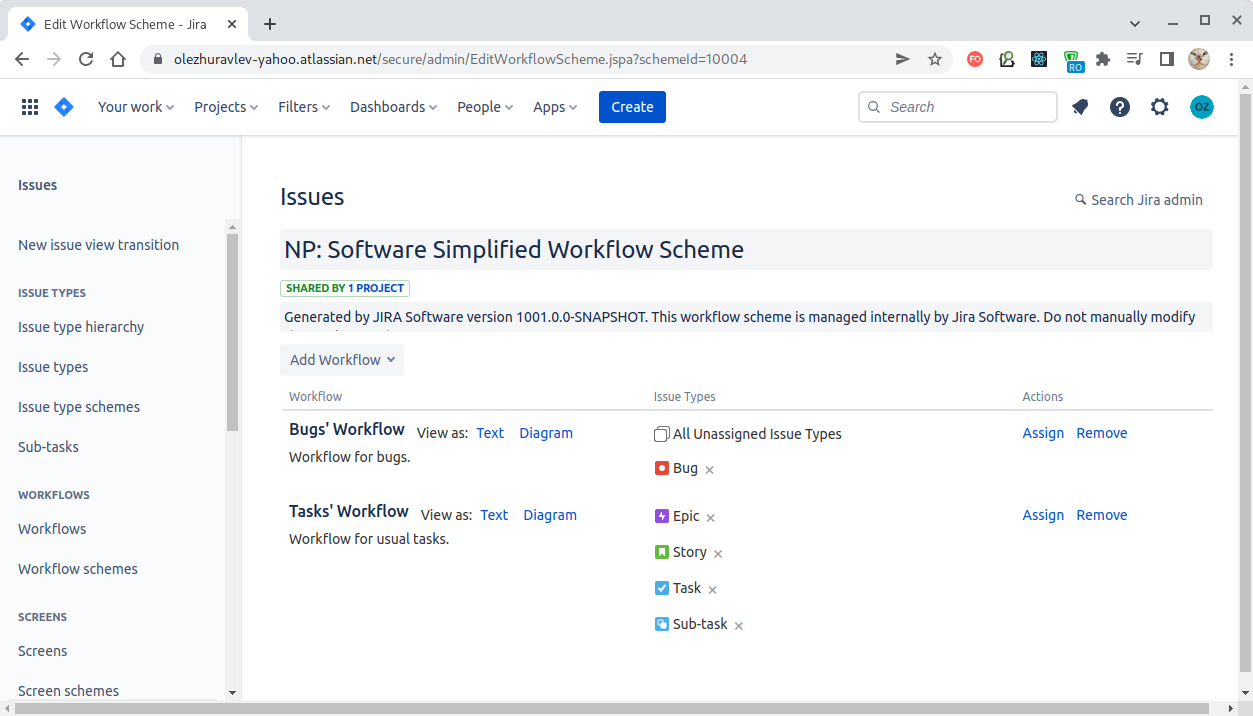 Edit Workflow Scheme - Jira
olezhuravlev-yahoo.atlassian.net/secure/admin/EditWorkflowScheme.jspa?schemeId=10004
FO
RO
Your work
Projects
Filters
Dashboards
People
Apps
Create
Search
OZ
Issues
New issue view transition
ISSUE TYPES
Issue type hierarchy
Issue types
Issue type schemes
Sub-tasks
WORKFLOWS
Workflows
Workflow schemes
SCREENS
Screens
Screen schemes
Issues
Search Jira admin
NP: Software Simplified Workflow Scheme
SHARED BY 1 PROJECT
Generated by JIRA Software version 1001.0.0-SNAPSHOT. This workflow scheme is managed internally by Jira Software. Do not manually modify
Add Workflow
Workflow Issue Types Actions
Bugs' Workflow View as: Text Diagram
Workflow for bugs.
All Unassigned Issue Types
Bug
Assign Remove
Tasks' Workflow View as: Text Diagram
Workflow for usual tasks.
Epic
Story
Task
Sub-task
Assign Remove